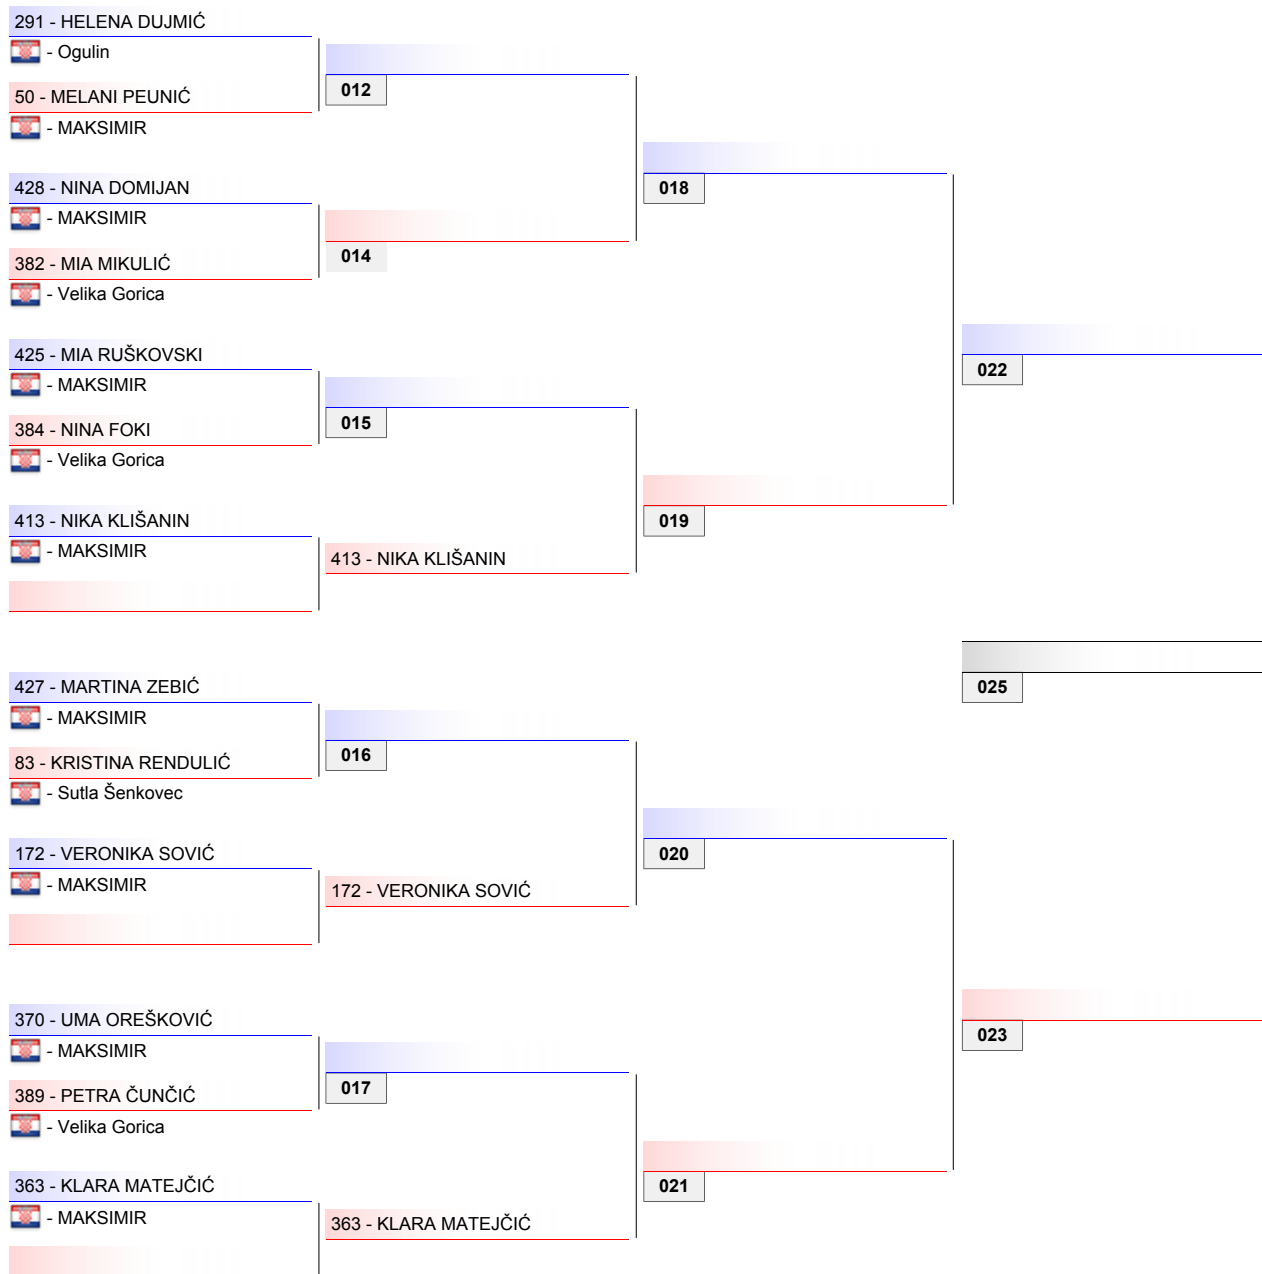 291 - HELENA DUJMIĆ
- Ogulin
50 - MELANI PEUNIĆ
- MAKSIMIR
012
428 - NINA DOMIJAN
- MAKSIMIR
382 - MIA MIKULIĆ
- Velika Gorica
014
018
425 - MIA RUŠKOVSKI
- MAKSIMIR
384 - NINA FOKI
- Velika Gorica
015
413 - NIKA KLIŠANIN
- MAKSIMIR
413 - NIKA KLIŠANIN
019
022
427 - MARTINA ZEBIĆ
- MAKSIMIR
83 - KRISTINA RENDULIĆ
- Sutla Šenkovec
016
025
172 - VERONIKA SOVIĆ
- MAKSIMIR
172 - VERONIKA SOVIĆ
020
370 - UMA OREŠKOVIĆ
- MAKSIMIR
389 - PETRA ČUNČIĆ
- Velika Gorica
017
023
363 - KLARA MATEJČIĆ
- MAKSIMIR
363 - KLARA MATEJČIĆ
021